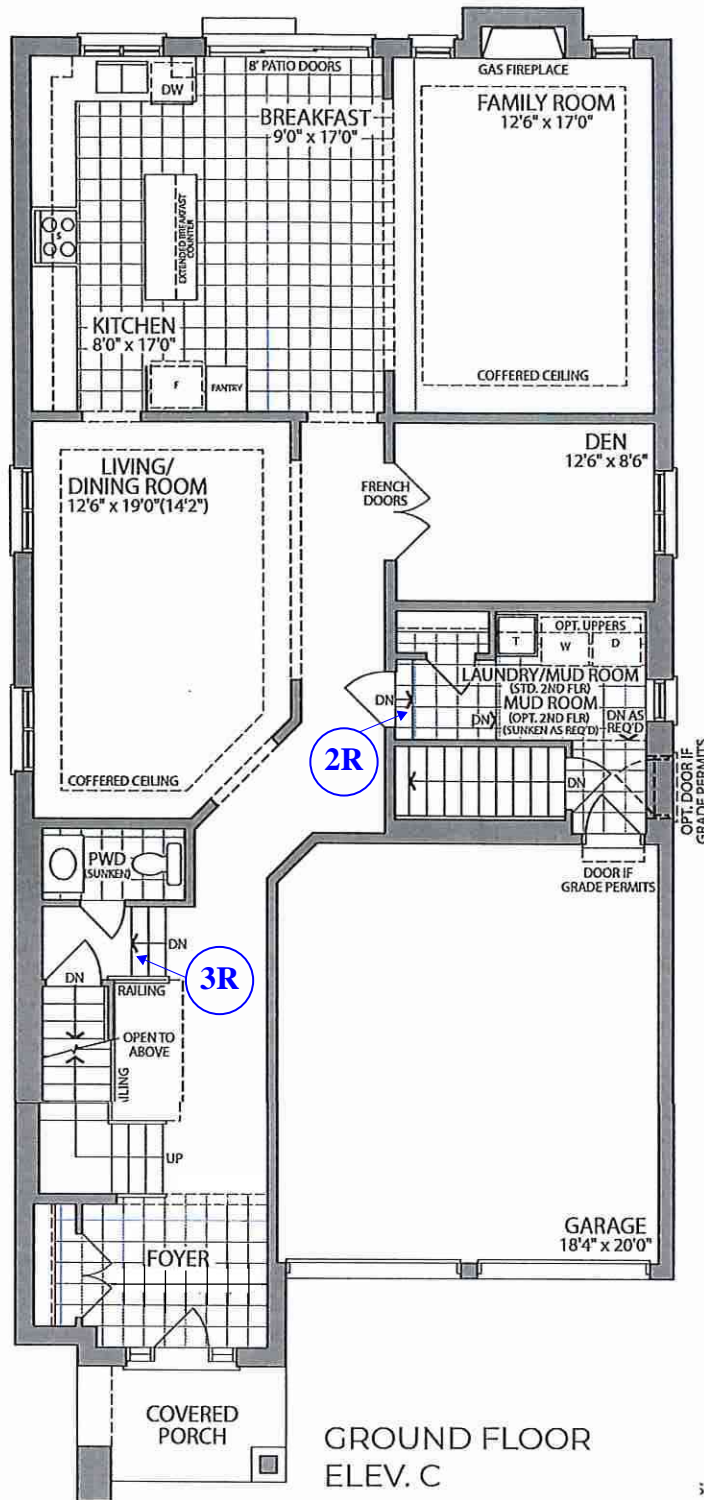 8' PATIO DOORS
GAS FIREPLACE
DW
BREAKFAST
9'0" x 17'0"
FAMILY ROOM
12'6" x 17'0"
S
EXTENDED BREAKFAST
COUNTER
KITCHEN
8'0" x 17'0"
F
PANTRY
COFFERED CEILING
LIVING/
DINING ROOM
12'6" x 19'0"(14'2")
FRENCH
DOORS
DEN
12'6" x 8'6"
OPT. UPPERS
T
W
D
LAUNDRY/MUD ROOM
(STD. 2ND FLR)
MUD ROOM
(OPT. 2ND FLR)
(SUNKEN AS REQ'D)
DN
DN
DN AS
REQ'D
2R
COFFERED CEILING
DN
OPT. DOOR IF
GRADE PERMITS
PWD
(SUNKEN)
DOOR IF
GRADE PERMITS
DN
3R
DN
RAILING
OPEN TO
ABOVE
AILING
UP
FOYER
GARAGE
18'4" x 20'0"
COVERED
PORCH
GROUND FLOOR
ELEV. C